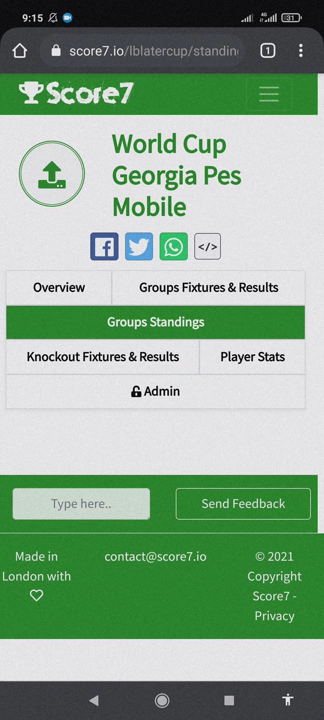 9:15
4G
31
score7.io/lblatercup/standin
1
Score7
World Cup
Georgia Pes
Mobile
</>
Overview
Groups Fixtures & Results
Groups Standings
Knockout Fixtures & Results
Player Stats
Admin
Type here..
Send Feedback
Made in
London with
contact@score7.io
© 2021
Copyright
Score7 -
Privacy